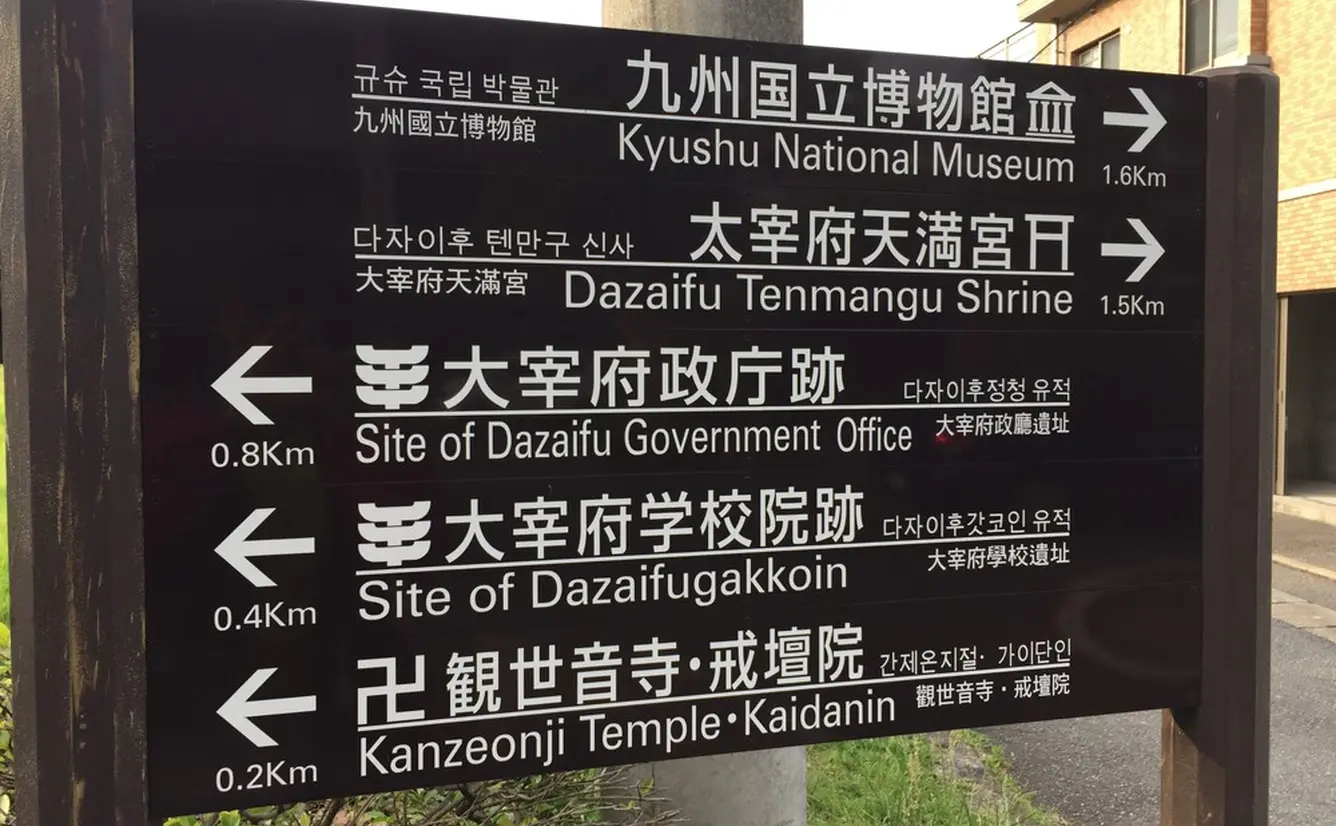 규슈 국립 박물관 九州国立博物館 →
九州國立博物館 Kyushu National Museum 1.6Km
다자이후 텐만구 신사 太宰府天満宮 →
大宰府天滿宮 Dazaifu Tenmangu Shrine 1.5Km
← 大宰府政庁跡 다자이후정청 유적
0.8Km Site of Dazaifu Government Office 大宰府政廳遺址
← 大宰府学校院跡 다자이후갓코인 유적
0.4Km Site of Dazaifugakkoin 大宰府學校遺址
← 卍 観世音寺・戒壇院 간제온지절· 가이단인
0.2Km Kanzeonji Temple・Kaidanin 觀世音寺・戒壇院